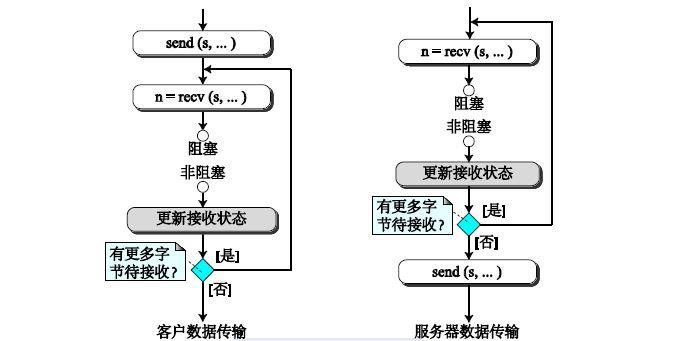 send (s, ... )
n = recv (s, ... )
阻塞
非阻塞
更新接收状态
有更多字
节待接收?
[是]
[否]
客户数据传输
n = recv (s, ... )
阻塞
非阻塞
更新接收状态
有更多字
节待接收?
[是]
[否]
send (s, ... )
服务器数据传输